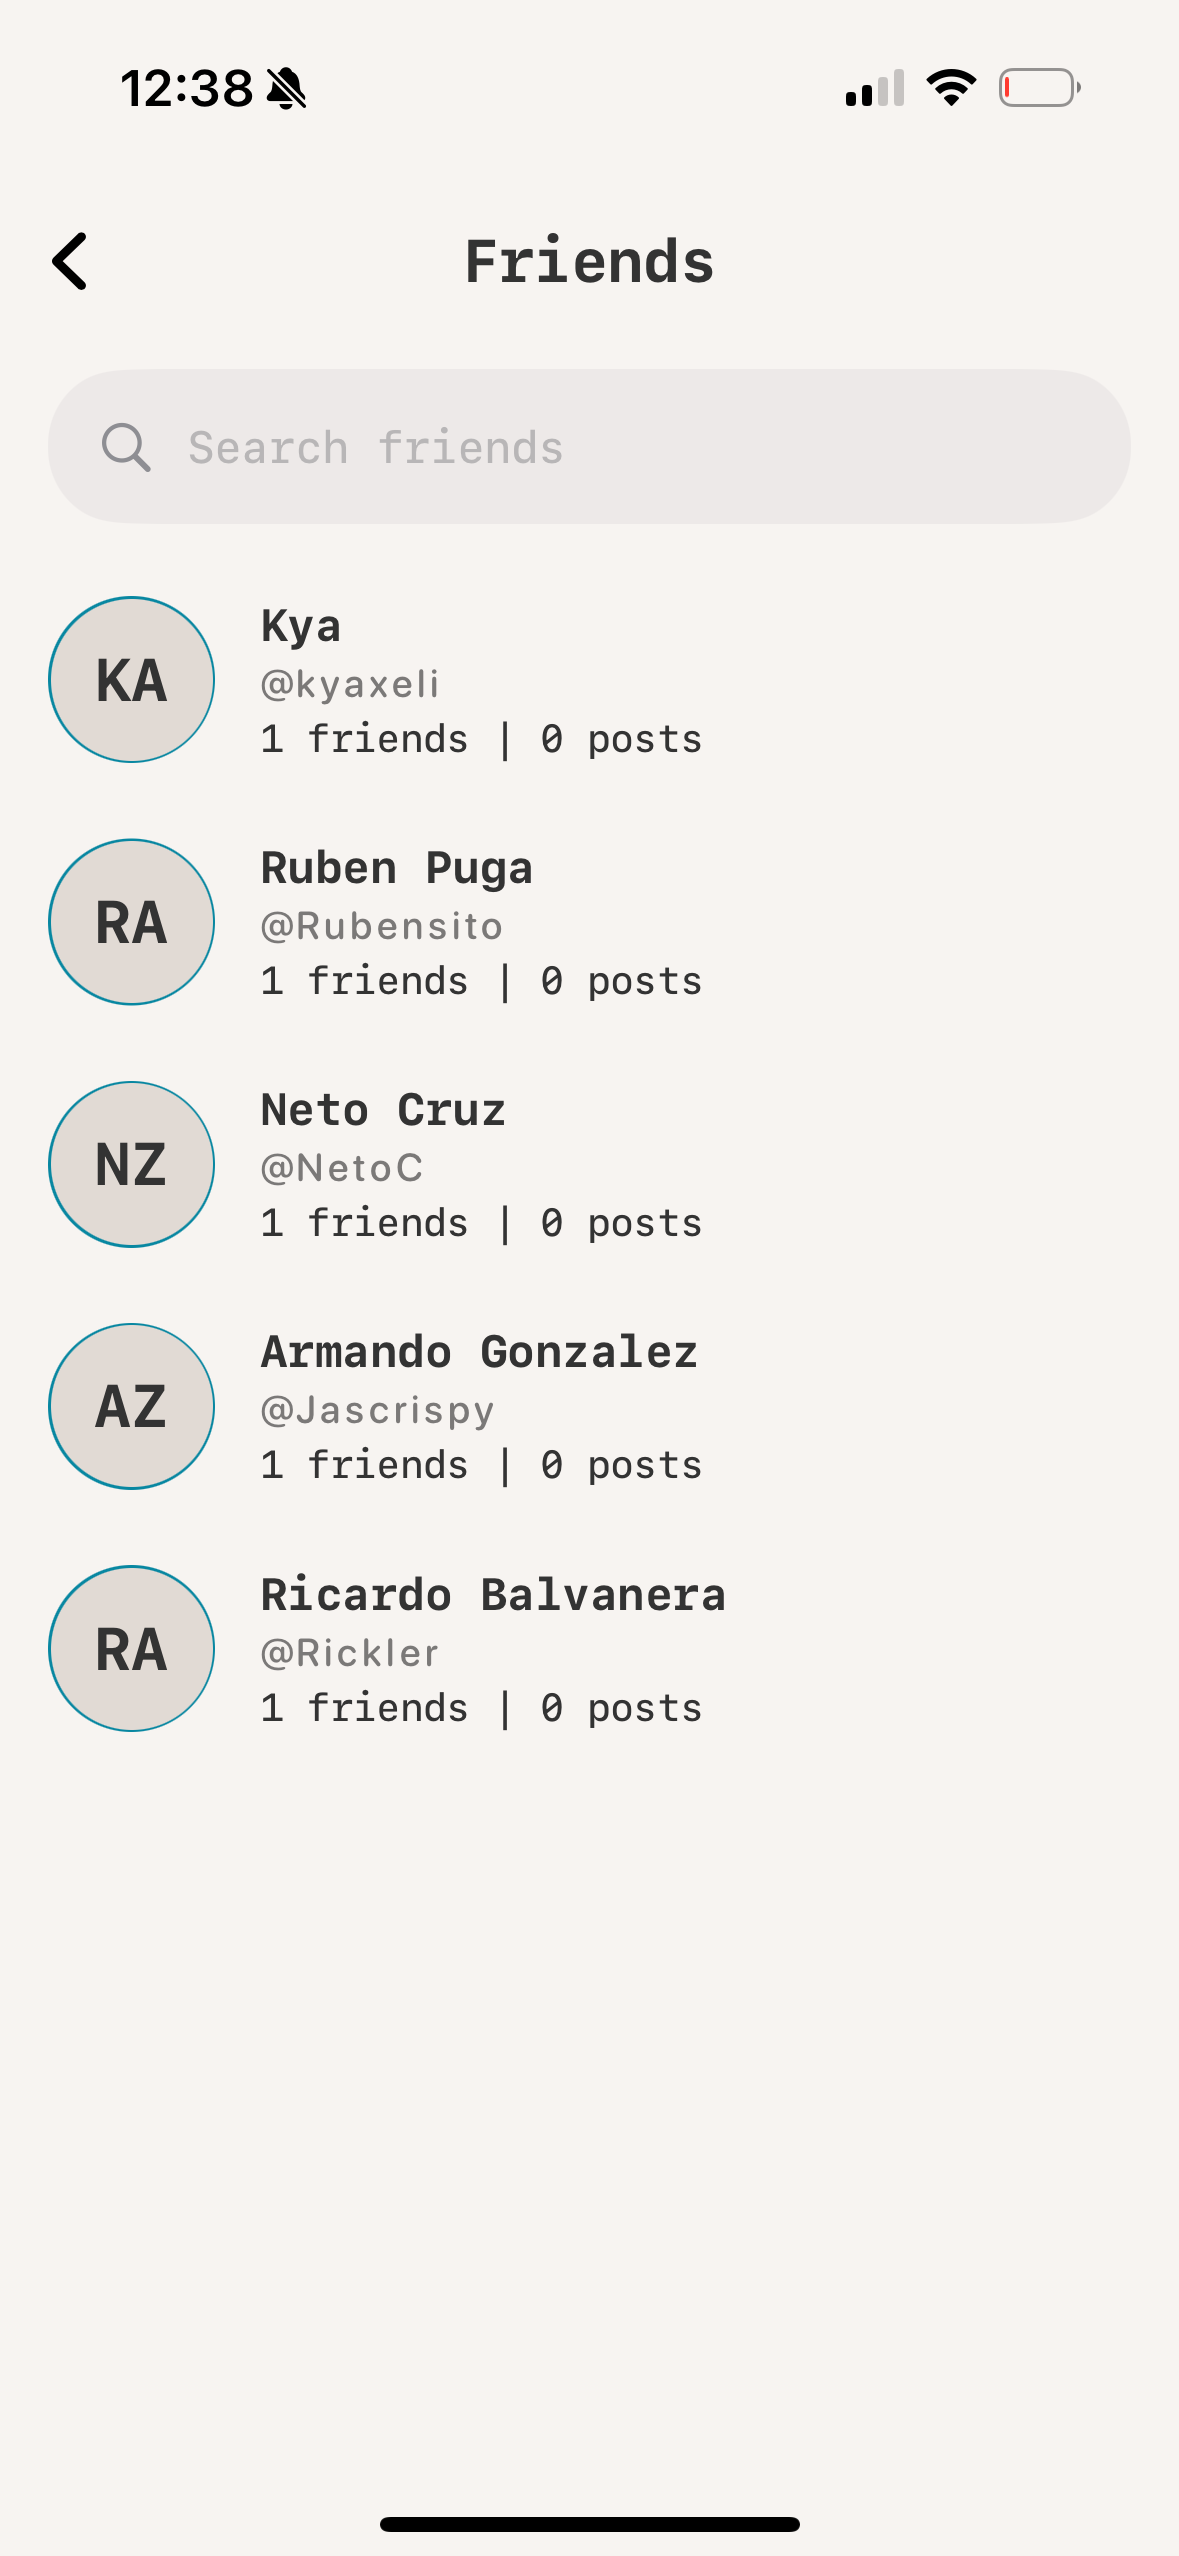 12:38
Friends
Search friends
KA
Kya
@kyaxeli
1 friends | 0 posts
RA
Ruben Puga
@Rubensito
1 friends | 0 posts
NZ
Neto Cruz
@NetoC
1 friends | 0 posts
AZ
Armando Gonzalez
@Jascrispy
1 friends | 0 posts
RA
Ricardo Balvanera
@Rickler
1 friends | 0 posts